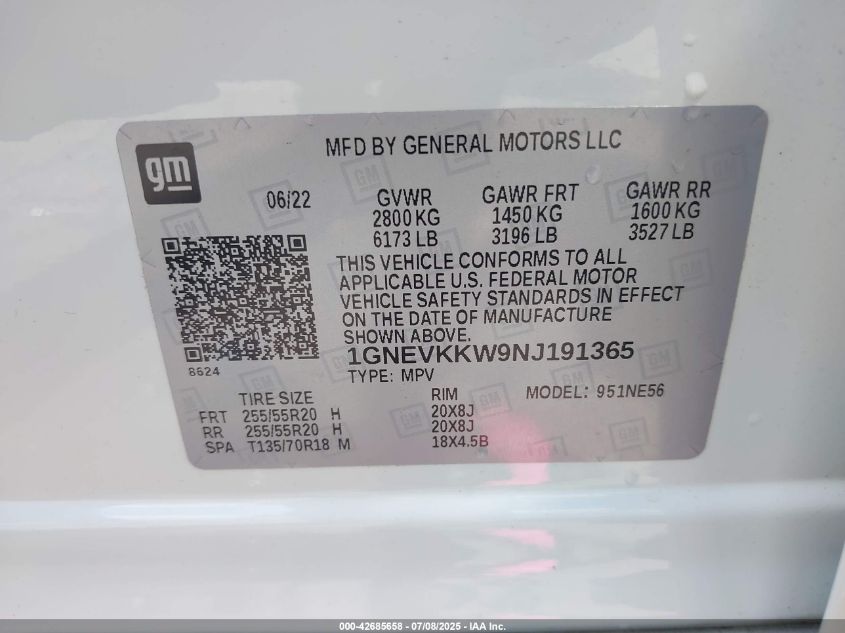 MFD BY GENERAL MOTORS LLC
gm
06/22
GVWR GAWR FRT GAWR RR
2800 KG 1450 KG 1600 KG
6173 LB 3196 LB 3527 LB
THIS VEHICLE CONFORMS TO ALL
APPLICABLE U.S. FEDERAL MOTOR
VEHICLE SAFETY STANDARDS IN EFFECT
ON THE DATE OF MANUFACTURE
SHOWN ABOVE.
1GNEVKKW9NJ191365
8624
TYPE: MPV
TIRE SIZE RIM MODEL: 951NE56
FRT 255/55R20 H 20X8J
RR 255/55R20 H 20X8J
SPA T135/70R18 M 18X4.5B
000-42685658 - 07/08/2025 - IAA Inc.